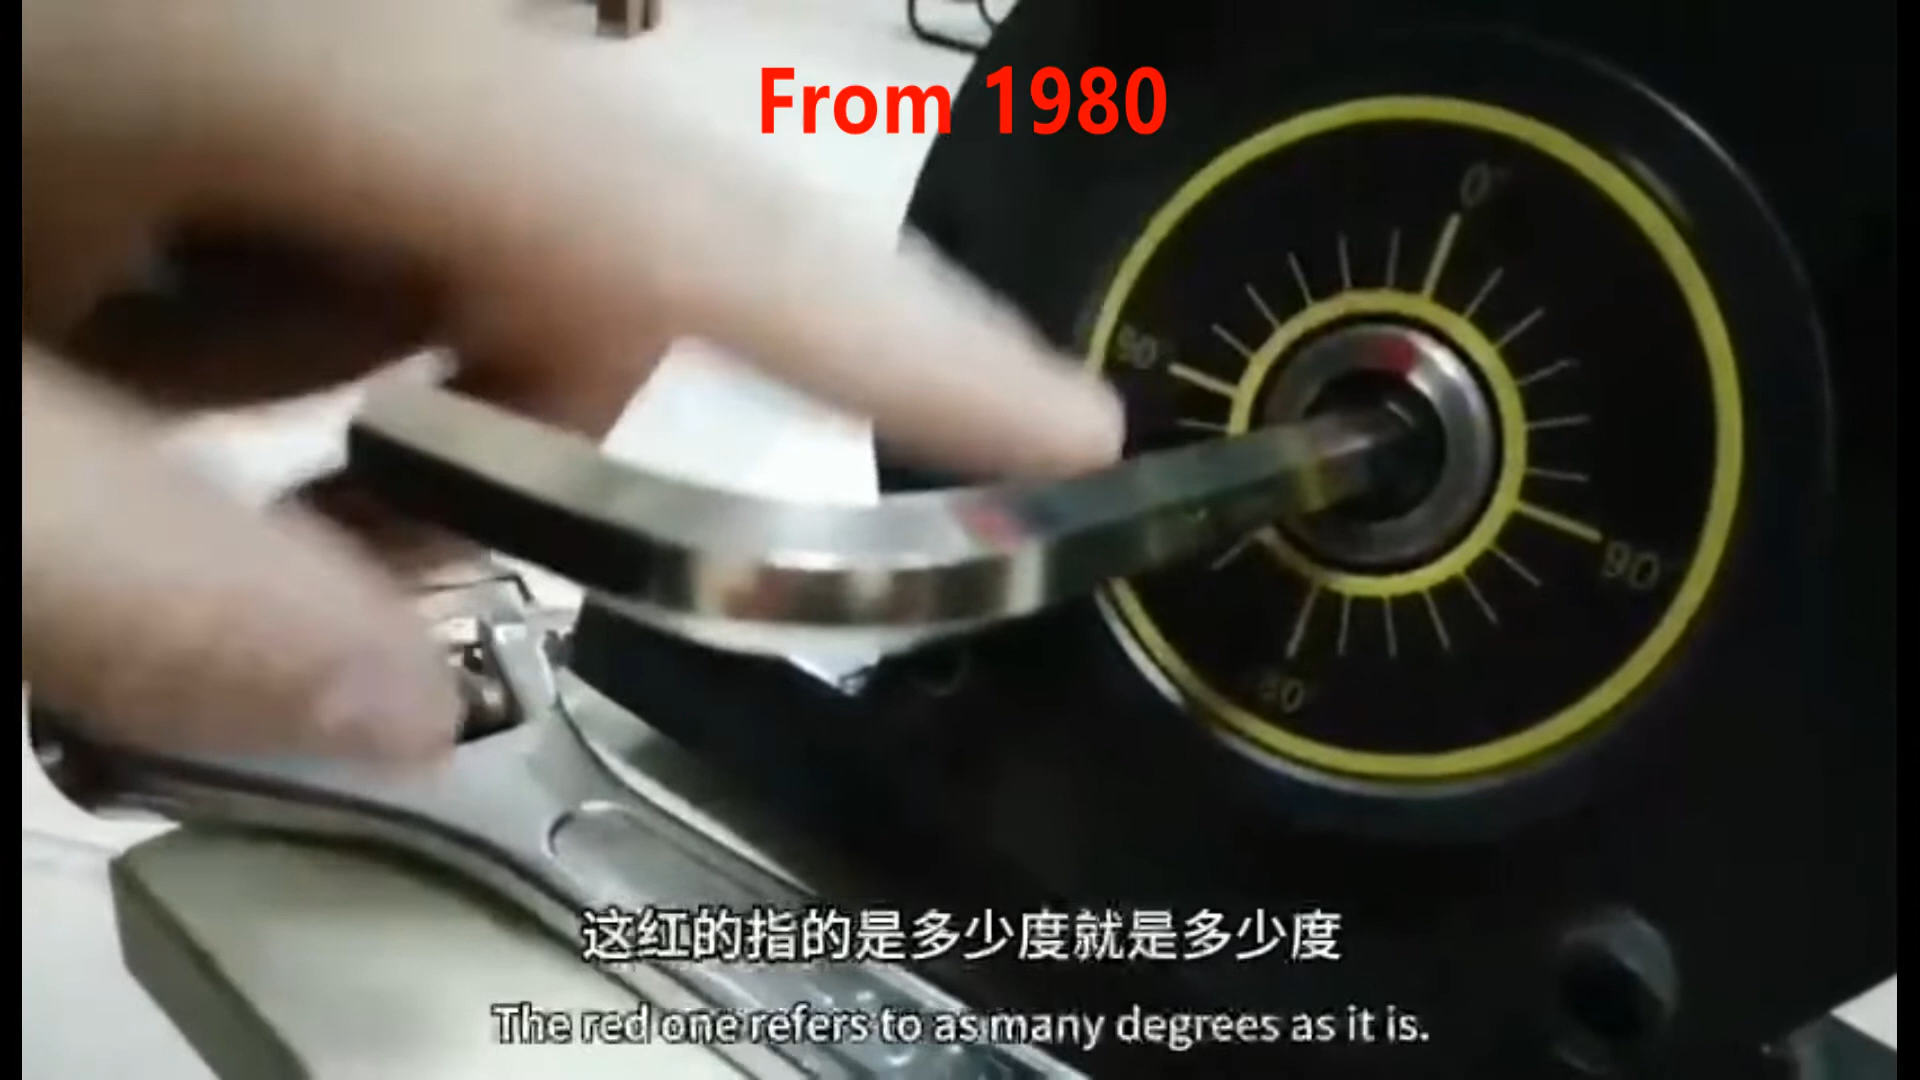 From 1980
0°
90°
90°
这红的指的是多少度就是多少度
The red one refers to as many degrees as it is.